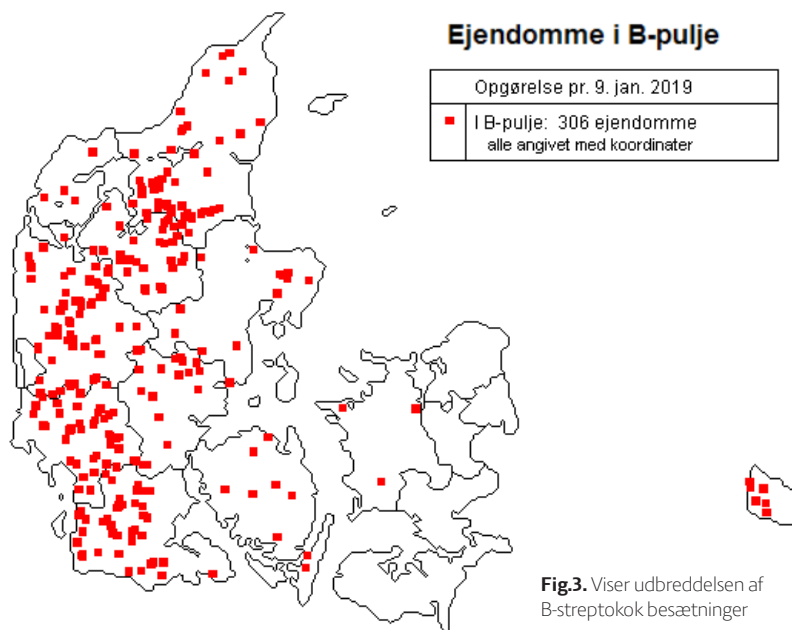 Ejendomme i B-pulje
Opgørelse pr. 9. jan. 2019
I B-pulje: 306 ejendomme
alle angivet med koordinater
Fig.3. Viser udbreddelsen af
B-streptokok besætninger